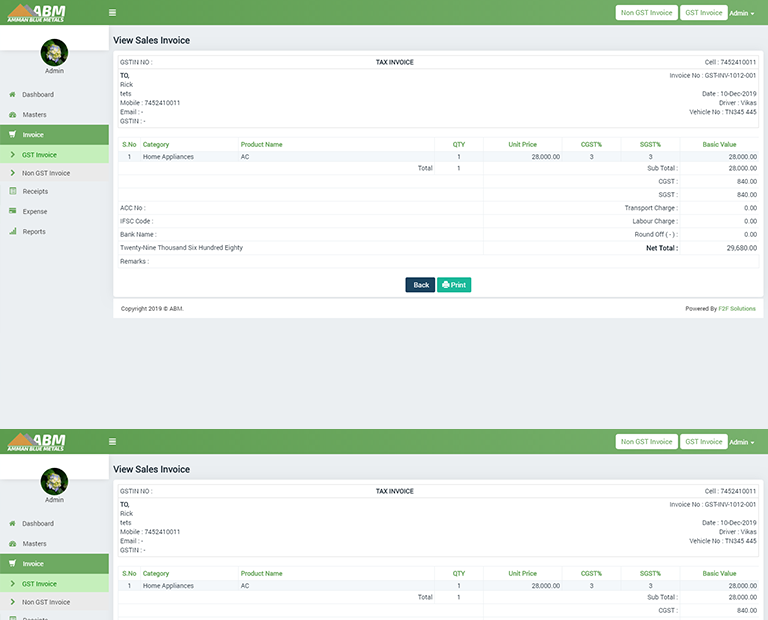 ABM
AMMAN BLUE METALS
Non GST Invoice
GST Invoice
Admin
Admin
Dashboard
Masters
Invoice
GST Invoice
Non GST Invoice
Receipts
Expense
Reports
View Sales Invoice
GSTIN NO : TAX INVOICE Cell : 7452410011
TO, Invoice No : GST-INV-1012-001
Rick
tets Date : 10-Dec-2019
Mobile : 7452410011 Driver : Vikas
Email : - Vehicle No : TN345 445
GSTIN : -
S.No Category Product Name QTY Unit Price CGST% SGST% Basic Value
1 Home Appliances AC 1 28,000.00 3 3 28,000.00
Total 1 Sub Total : 28,000.00
CGST : 840.00
SGST : 840.00
ACC No : Transport Charge : 0.00
IFSC Code : Labour Charge : 0.00
Bank Name : Round Off ( - ) : 0.00
Twenty-Nine Thousand Six Hundred Eighty Net Total : 29,680.00
Remarks :
Back Print
Copyright 2019 © ABM. Powered By F2F Solutions
ABM
AMMAN BLUE METALS
Non GST Invoice
GST Invoice
Admin
Admin
Dashboard
Masters
Invoice
GST Invoice
Non GST Invoice
Receipts
View Sales Invoice
GSTIN NO : TAX INVOICE Cell : 7452410011
TO, Invoice No : GST-INV-1012-001
Rick
tets Date : 10-Dec-2019
Mobile : 7452410011 Driver : Vikas
Email : - Vehicle No : TN345 445
GSTIN : -
S.No Category Product Name QTY Unit Price CGST% SGST% Basic Value
1 Home Appliances AC 1 28,000.00 3 3 28,000.00
Total 1 Sub Total : 28,000.00
CGST : 840.00